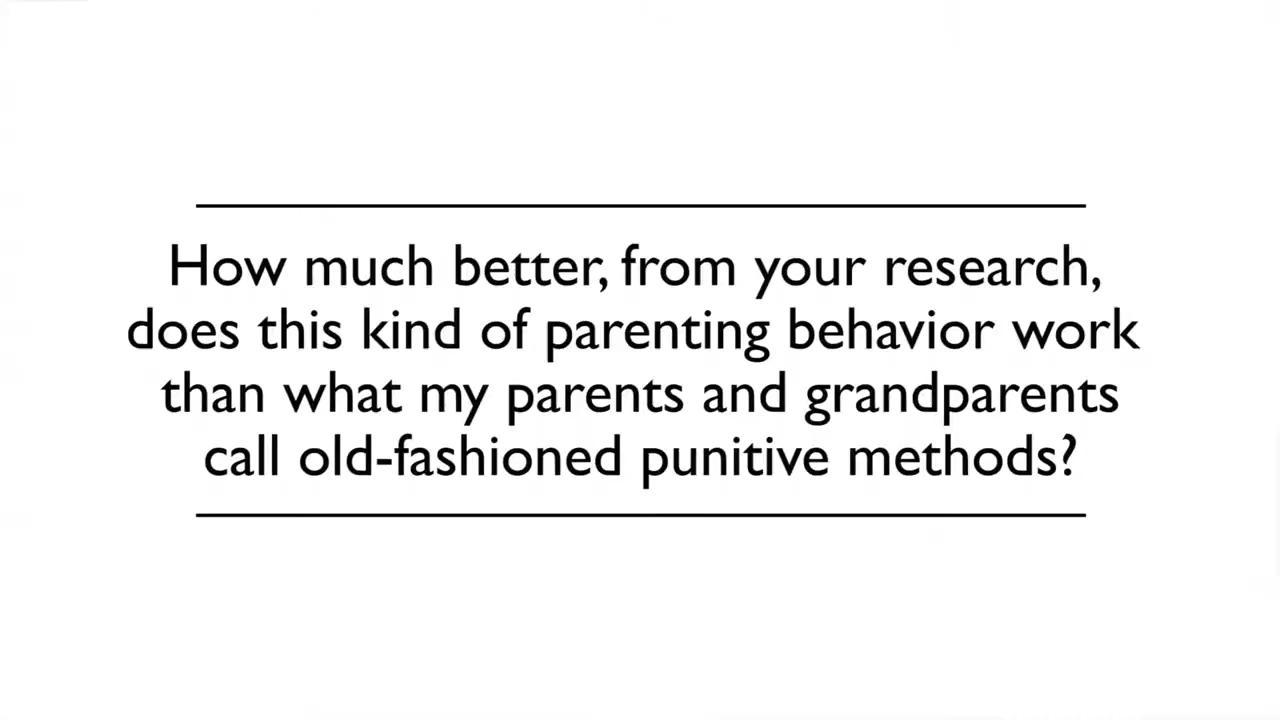 How much better, from your research,
does this kind of parenting behavior work
than what my parents and grandparents
call old-fashioned punitive methods?